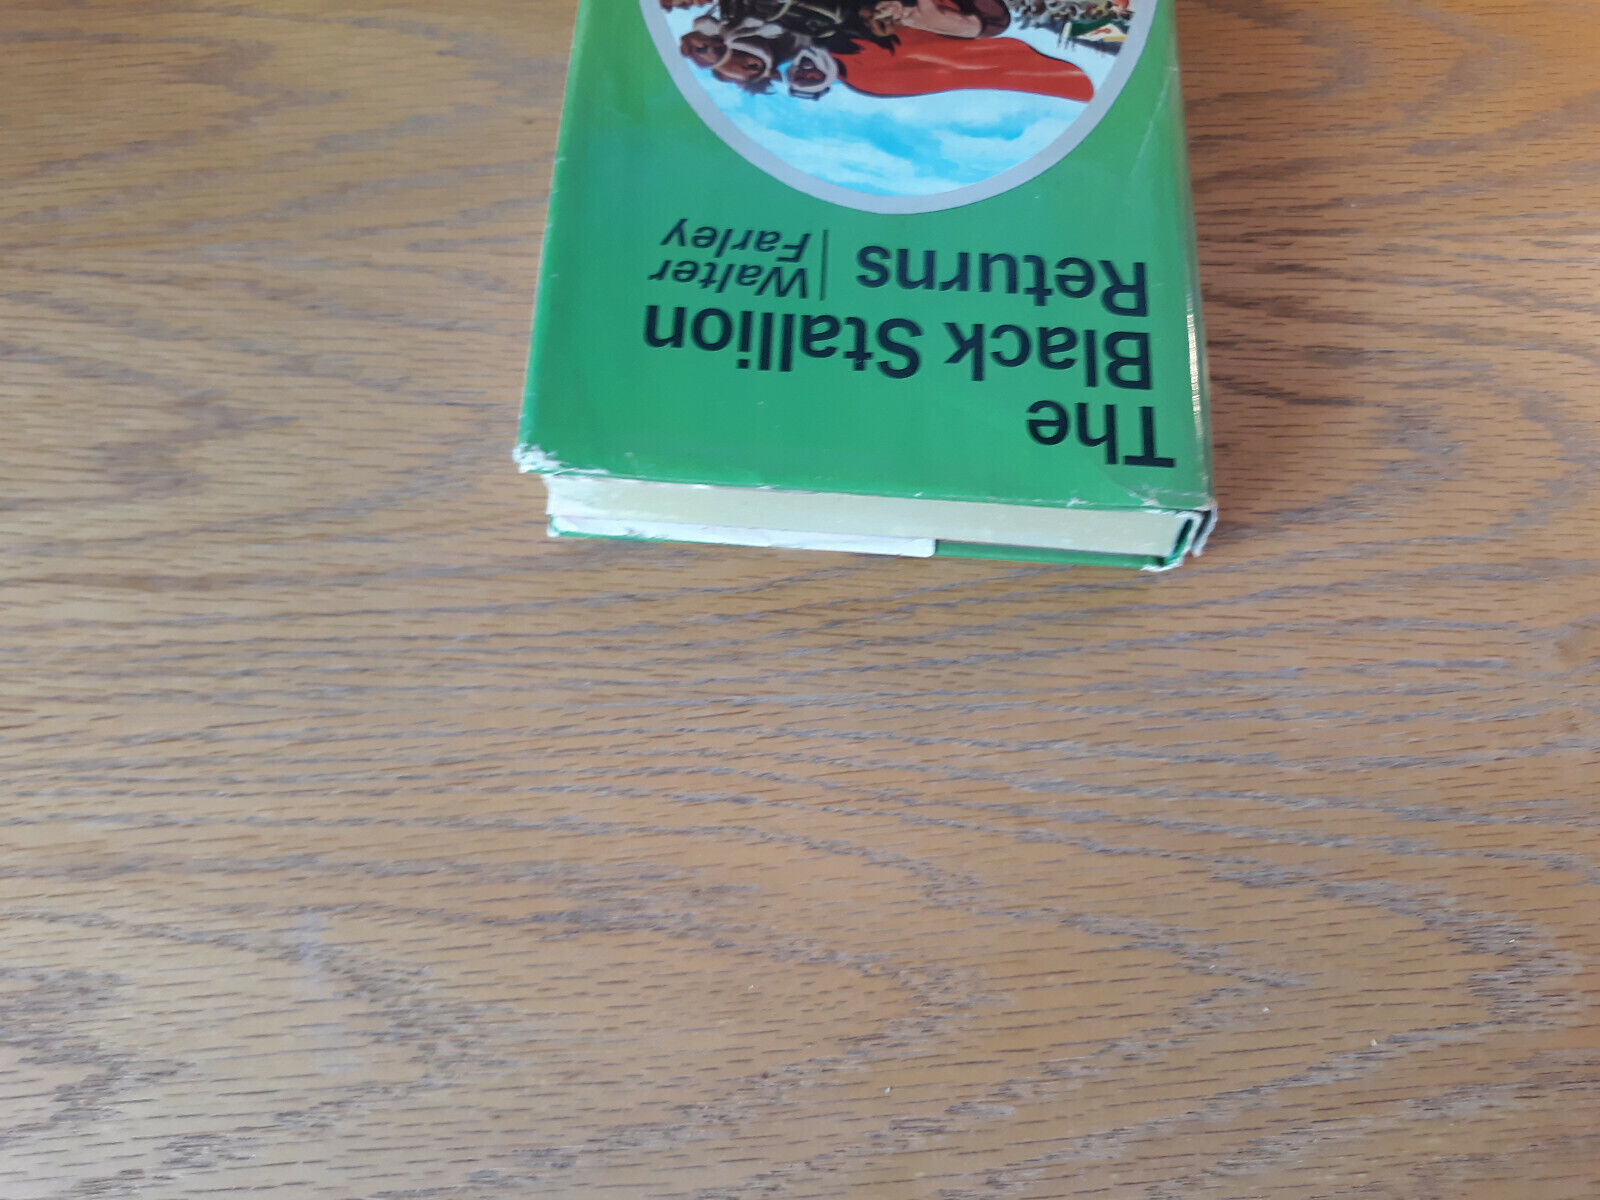 The
Black Stallion
Returns
Walter
Farley